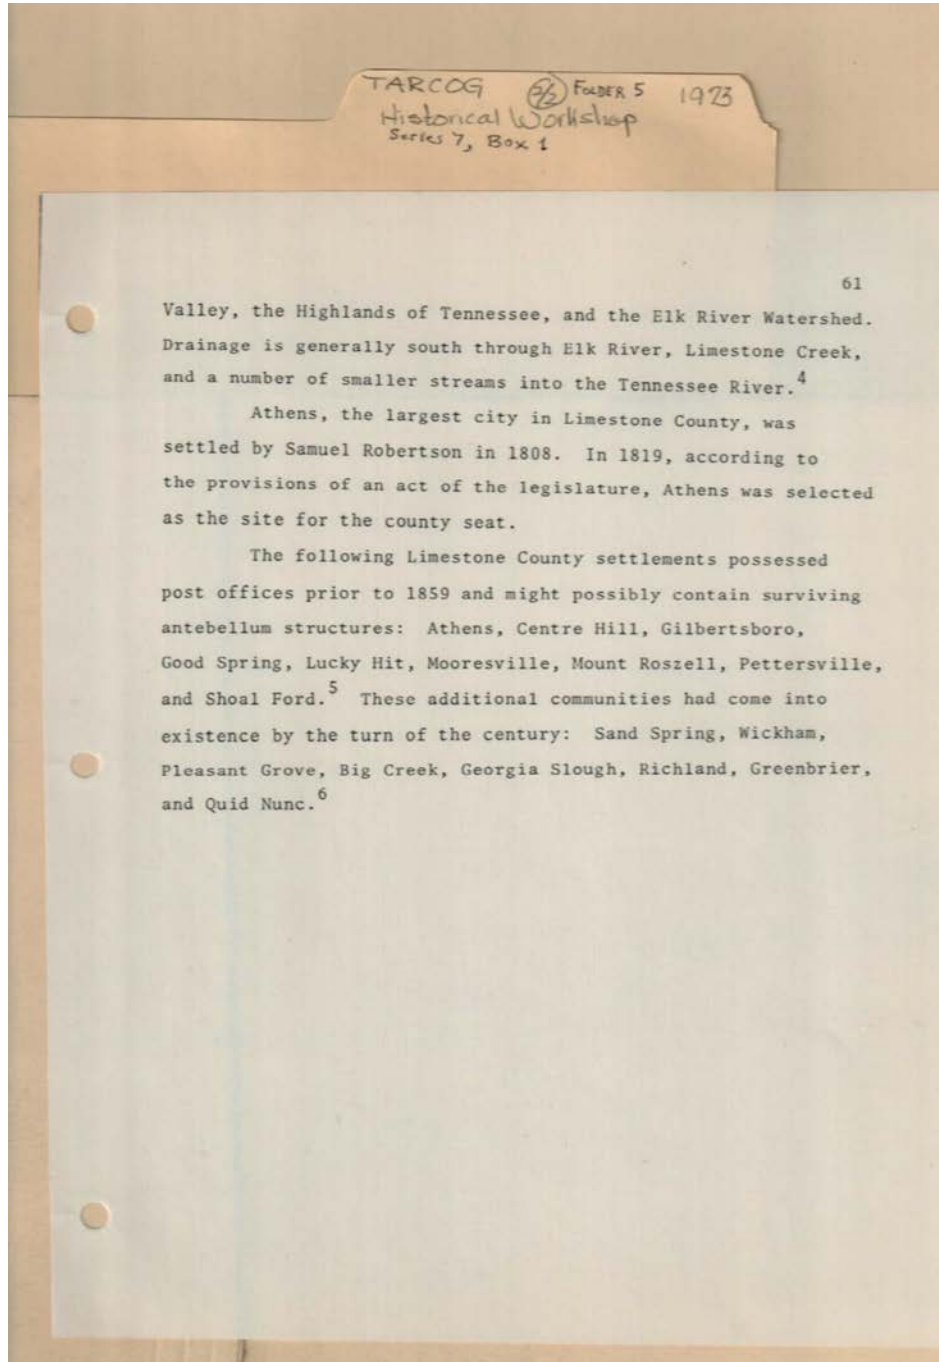 TARCOG 2/2 FOLDER 5 1973
Historical Workshop
Series 7, Box 1
61
Valley, the Highlands of Tennessee, and the Elk River Watershed.
Drainage is generally south through Elk River, Limestone Creek,
and a number of smaller streams into the Tennessee River.4
Athens, the largest city in Limestone County, was
settled by Samuel Robertson in 1808. In 1819, according to
the provisions of an act of the legislature, Athens was selected
as the site for the county seat.
The following Limestone County settlements possessed
post offices prior to 1859 and might possibly contain surviving
antebellum structures: Athens, Centre Hill, Gilbertsboro,
Good Spring, Lucky Hit, Mooresville, Mount Roszell, Pettersville,
and Shoal Ford.5 These additional communities had come into
existence by the turn of the century: Sand Spring, Wickham,
Pleasant Grove, Big Creek, Georgia Slough, Richland, Greenbrier,
and Quid Nunc.6